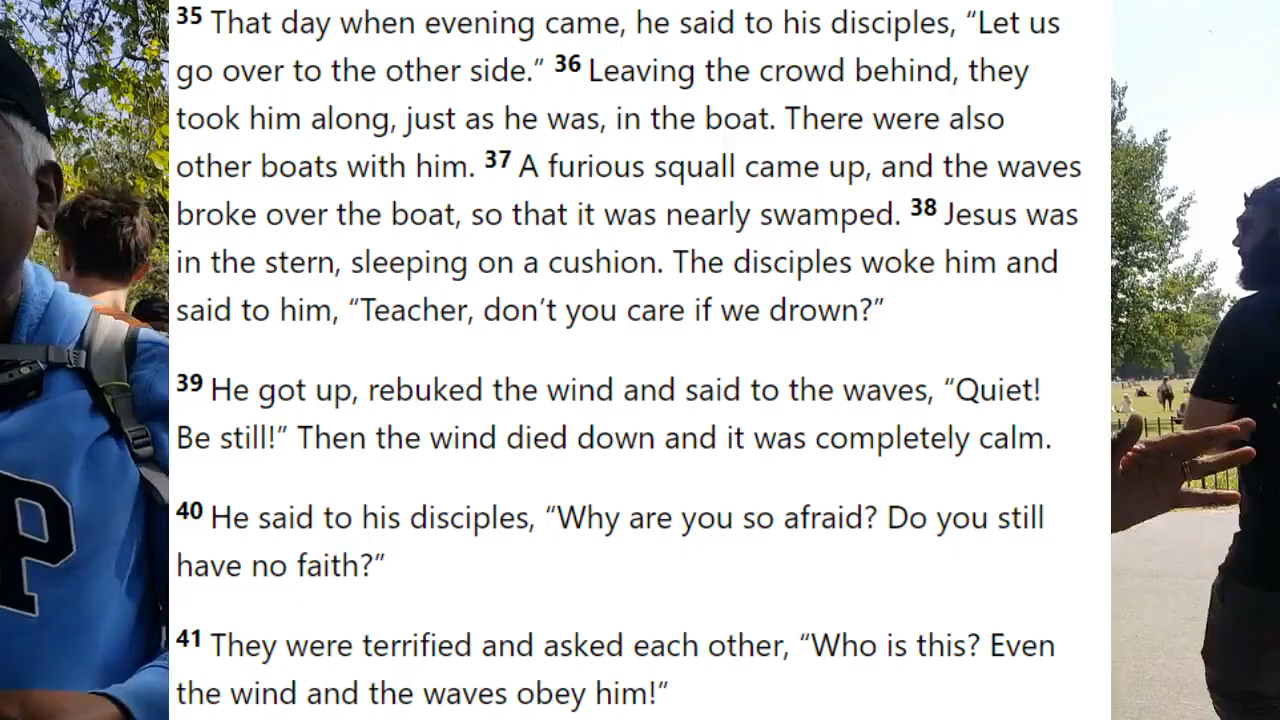 35 That day when evening came, he said to his disciples, “Let us
go over to the other side.” 36 Leaving the crowd behind, they
took him along, just as he was, in the boat. There were also
other boats with him. 37 A furious squall came up, and the waves
broke over the boat, so that it was nearly swamped. 38 Jesus was
in the stern, sleeping on a cushion. The disciples woke him and
said to him, “Teacher, don’t you care if we drown?”
39 He got up, rebuked the wind and said to the waves, “Quiet!
Be still!” Then the wind died down and it was completely calm.
40 He said to his disciples, “Why are you so afraid? Do you still
have no faith?”
41 They were terrified and asked each other, “Who is this? Even
the wind and the waves obey him!”
P